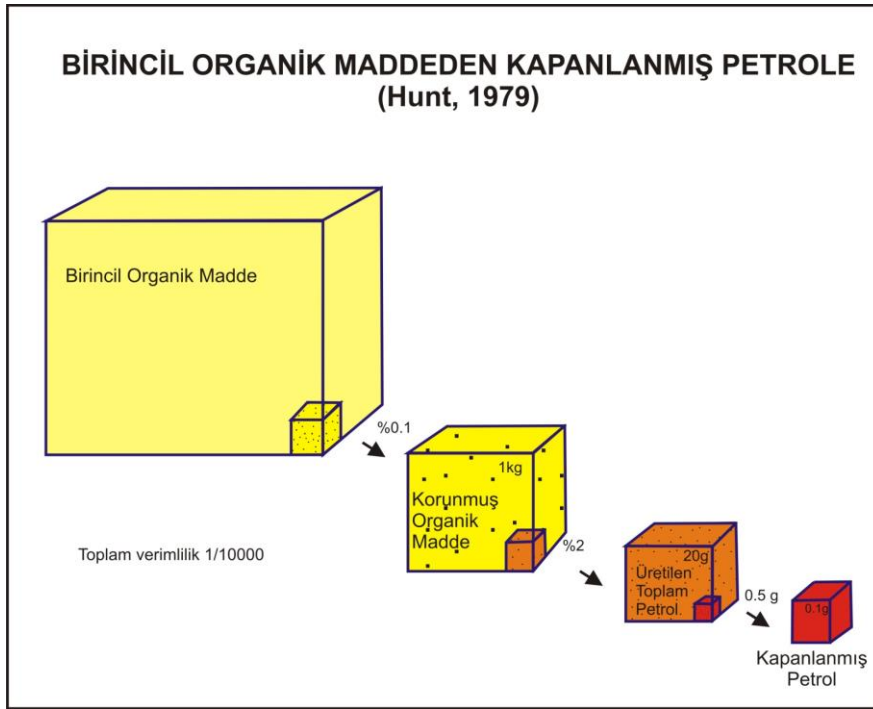 BİRİNCİL ORGANİK MADDEDEN KAPANLANMIŞ PETROLE
(Hunt, 1979)
Birincil Organik Madde
%0.1
1kg
Korunmuş
Organik
Madde
%2
Toplam verimlilik 1/10000
20g
Üretilen
Toplam
Petrol.
0.5 g
0.1g
Kapanlanmış
Petrol